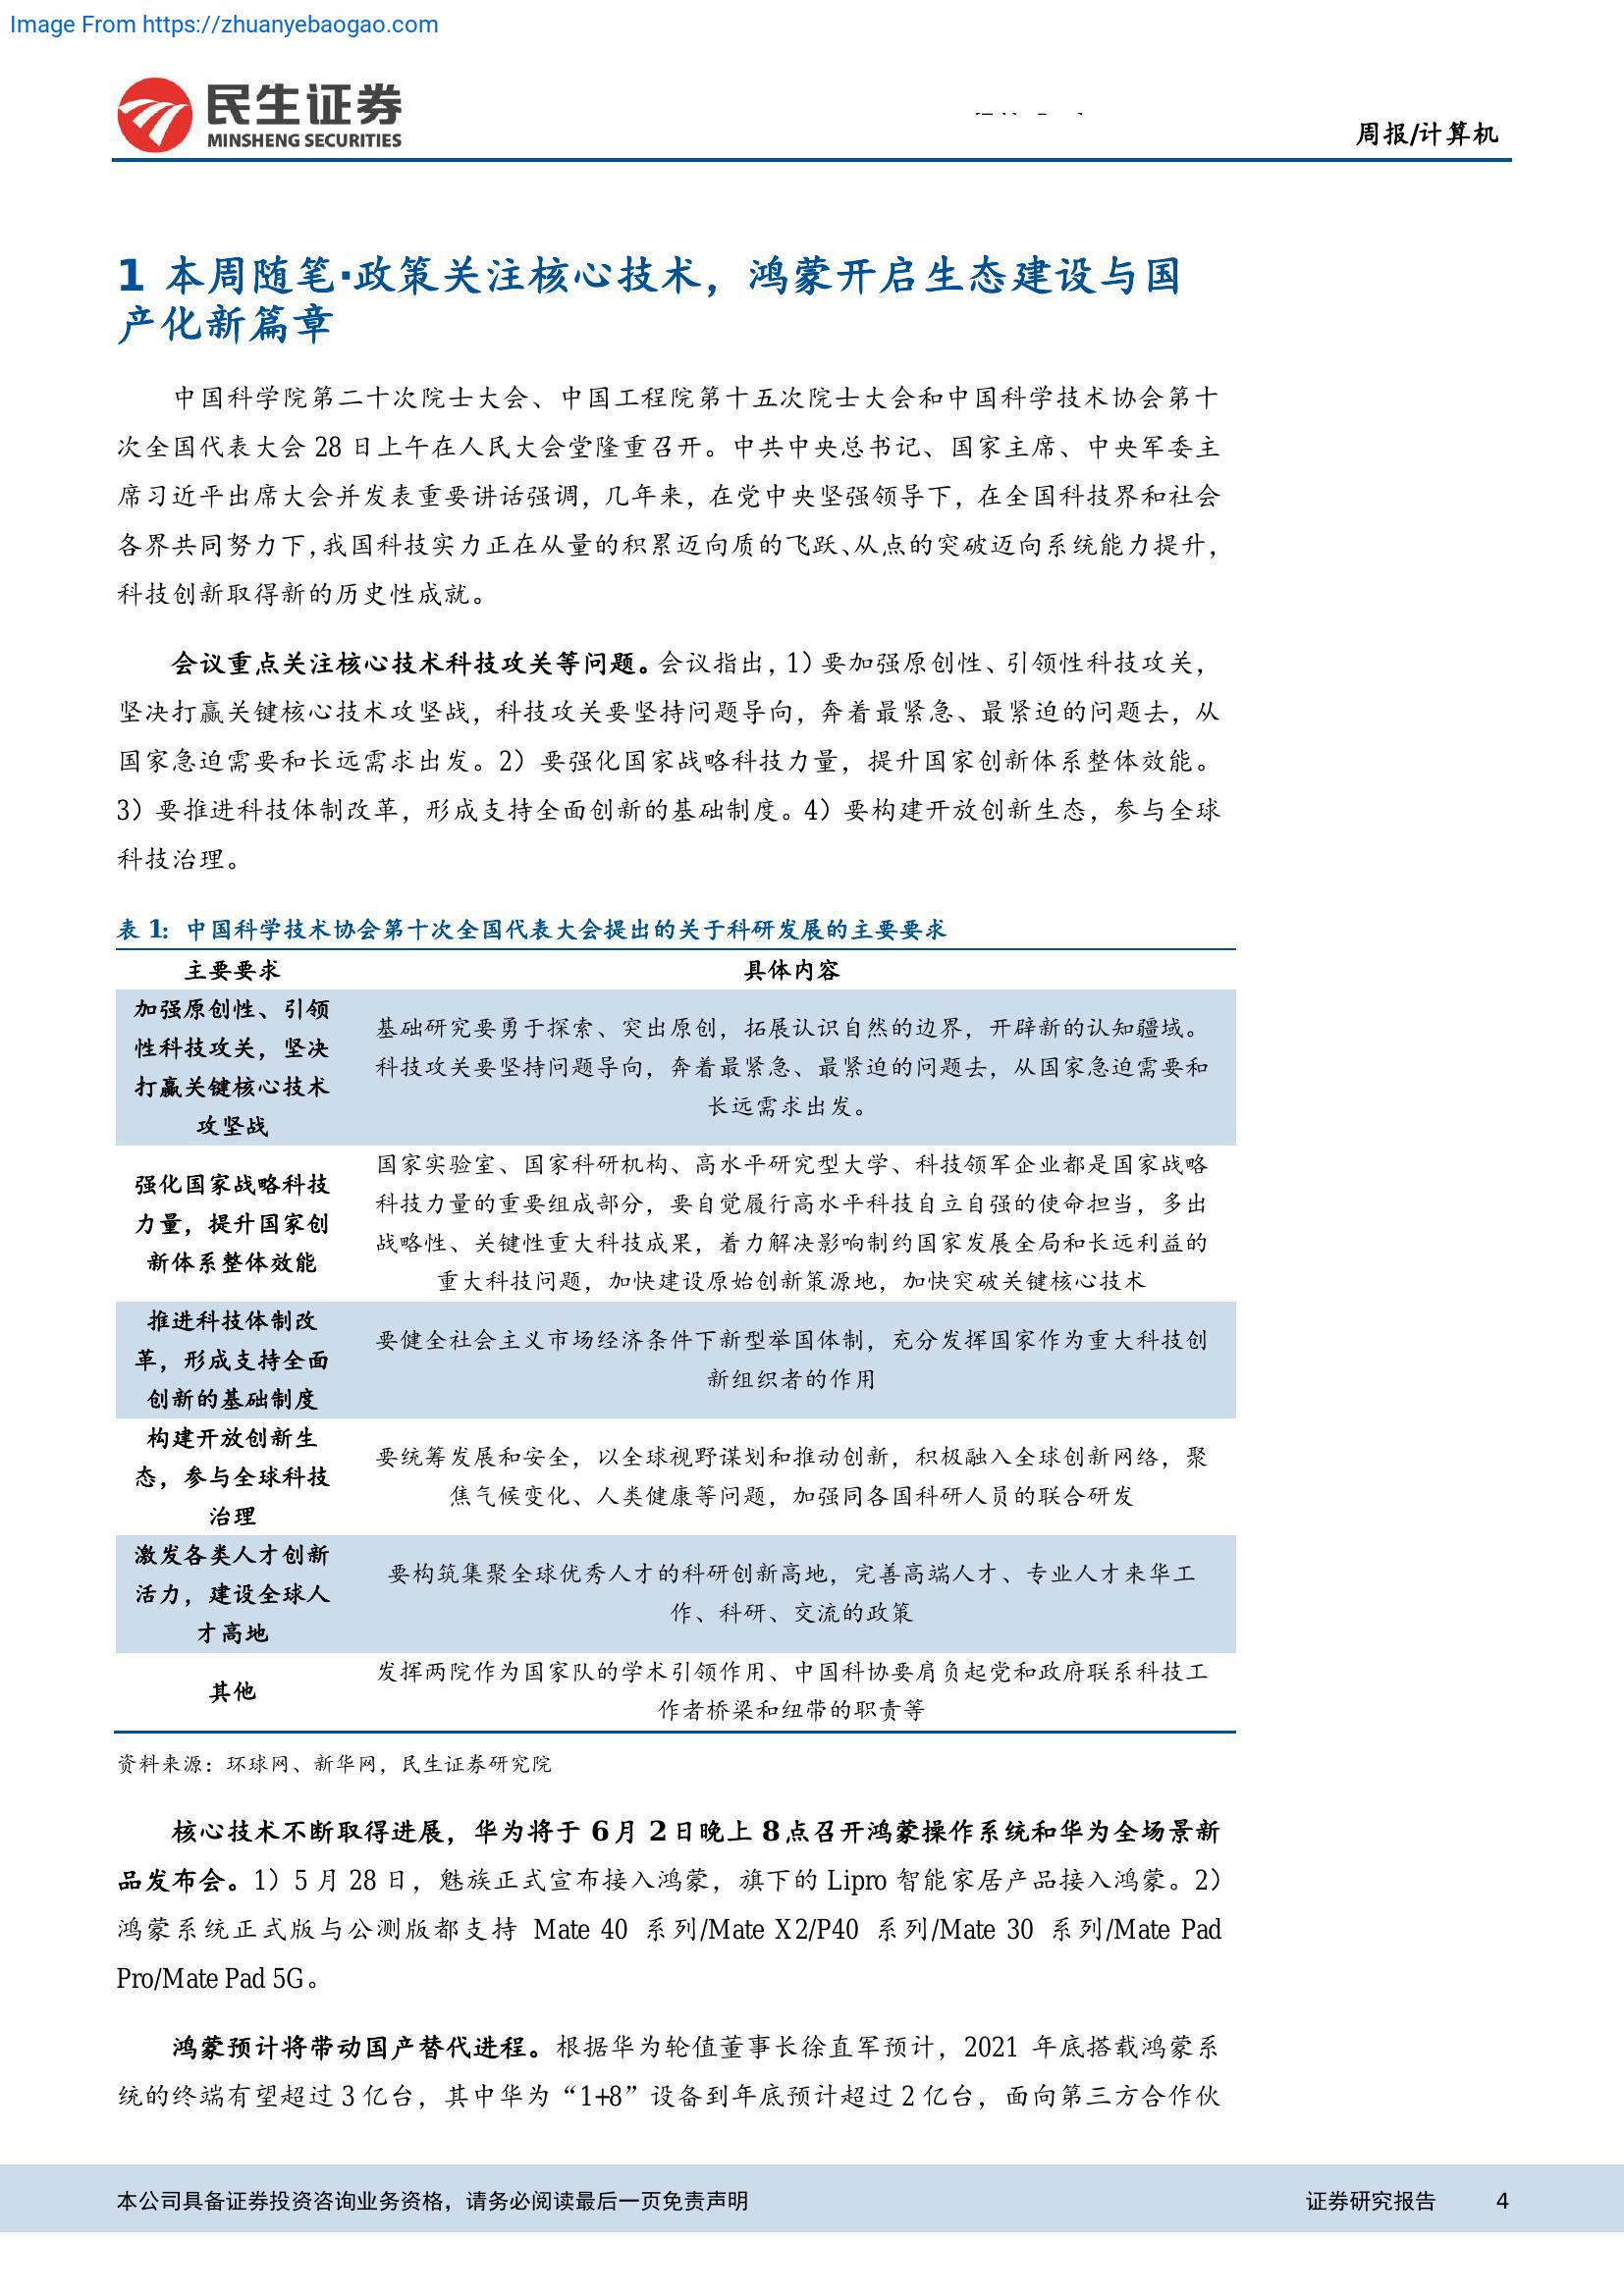 Image From https://zhuanyebaogao.com
民生证券
MINSHENG SECURITIES
周报/计算机
1 本周随笔·政策关注核心技术，鸿蒙开启生态建设与国
产化新篇章
中国科学院第二十次院士大会、中国工程院第十五次院士大会和中国科学技术协会第十
次全国代表大会 28 日上午在人民大会堂隆重召开。中共中央总书记、国家主席、中央军委主
席习近平出席大会并发表重要讲话强调，几年来，在党中央坚强领导下，在全国科技界和社会
各界共同努力下，我国科技实力正在从量的积累迈向质的飞跃、从点的突破迈向系统能力提升，
科技创新取得新的历史性成就。
会议重点关注核心技术科技攻关等问题。会议指出，1）要加强原创性、引领性科技攻关，
坚决打赢关键核心技术攻坚战，科技攻关要坚持问题导向，奔着最紧急、最紧迫的问题去，从
国家急迫需要和长远需求出发。2）要强化国家战略科技力量，提升国家创新体系整体效能。
3）要推进科技体制改革，形成支持全面创新的基础制度。4）要构建开放创新生态，参与全球
科技治理。
表 1：中国科学技术协会第十次全国代表大会提出的关于科研发展的主要要求
主要要求 具体内容
加强原创性、引领
性科技攻关，坚决
打赢关键核心技术
攻坚战
基础研究要勇于探索、突出原创，拓展认识自然的边界，开辟新的认知疆域。
科技攻关要坚持问题导向，奔着最紧急、最紧迫的问题去，从国家急迫需要和
长远需求出发。
强化国家战略科技
力量，提升国家创
新体系整体效能
国家实验室、国家科研机构、高水平研究型大学、科技领军企业都是国家战略
科技力量的重要组成部分，要自觉履行高水平科技自立自强的使命担当，多出
战略性、关键性重大科技成果，着力解决影响制约国家发展全局和长远利益的
重大科技问题，加快建设原始创新策源地，加快突破关键核心技术
推进科技体制改
革，形成支持全面
创新的基础制度
要健全社会主义市场经济条件下新型举国体制，充分发挥国家作为重大科技创
新组织者的作用
构建开放创新生
态，参与全球科技
治理
要统筹发展和安全，以全球视野谋划和推动创新，积极融入全球创新网络，聚
焦气候变化、人类健康等问题，加强同各国科研人员的联合研发
激发各类人才创新
活力，建设全球人
才高地
要构筑集聚全球优秀人才的科研创新高地，完善高端人才、专业人才来华工
作、科研、交流的政策
其他
发挥两院作为国家队的学术引领作用、中国科协要肩负起党和政府联系科技工
作者桥梁和纽带的职责等
资料来源：环球网、新华网，民生证券研究院
核心技术不断取得进展，华为将于 6 月 2 日晚上 8 点召开鸿蒙操作系统和华为全场景新
品发布会。1）5 月 28 日，魅族正式宣布接入鸿蒙，旗下的 Lipro 智能家居产品接入鸿蒙。2）
鸿蒙系统正式版与公测版都支持 Mate 40 系列/Mate X2/P40 系列/Mate 30 系列/Mate Pad
Pro/Mate Pad 5G。
鸿蒙预计将带动国产替代进程。根据华为轮值董事长徐直军预计，2021 年底搭载鸿蒙系
统的终端有望超过 3 亿台，其中华为“1+8”设备到年底预计超过 2 亿台，面向第三方合作伙
本公司具备证券投资咨询业务资格，请务必阅读最后一页免责声明 证券研究报告 4